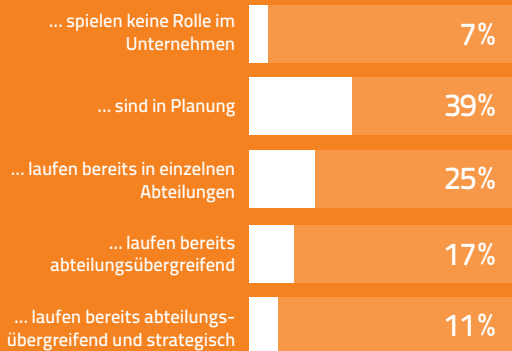 ... spielen keine Rolle im
Unternehmen
7%
... sind in Planung
39%
... laufen bereits in einzelnen
Abteilungen
25%
... laufen bereits
abteilungsübergreifend
17%
... laufen bereits abteilungs-
übergreifend und strategisch
11%